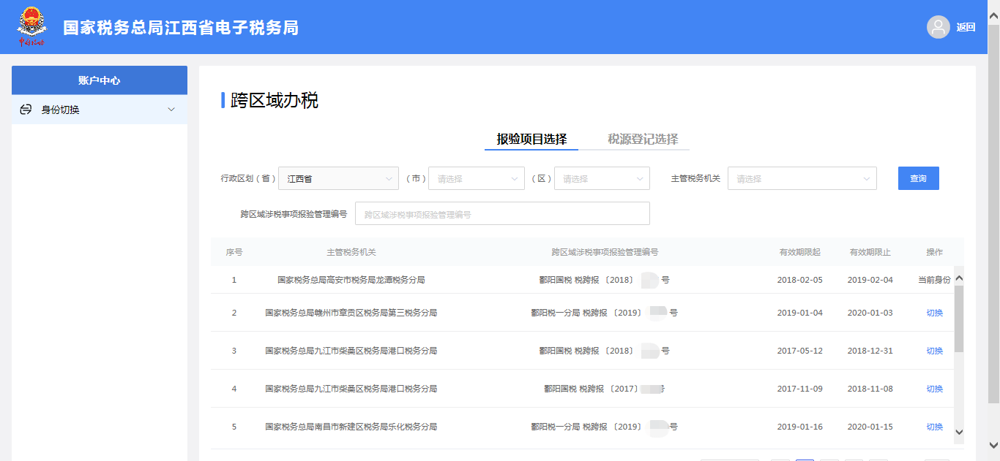 国家税务总局江西省电子税务局
返回
账户中心
身份切换
跨区域办税
报验项目选择 税源登记选择
行政区划（省） 江西省 （市） 请选择 （区） 请选择 主管税务机关 请选择 查询
跨区域涉税事项报验管理编号 跨区域涉税事项报验管理编号
序号 主管税务机关 跨区域涉税事项报验管理编号 有效期限起 有效期限止 操作
1 国家税务总局高安市税务局龙潭税务分局 鄱阳国税 税跨报 〔2018〕 号 2018-02-05 2019-02-04 当前身份
2 国家税务总局赣州市章贡区税务局第三税务分局 鄱阳税一分局 税跨报 〔2019〕 号 2019-01-04 2020-01-03 切换
3 国家税务总局九江市柴桑区税务局港口税务分局 鄱阳国税 税跨报 〔2018〕 号 2017-05-12 2018-12-31 切换
4 国家税务总局九江市柴桑区税务局港口税务分局 鄱阳国税 税跨报 〔2017〕 号 2017-11-09 2018-11-08 切换
5 国家税务总局南昌市新建区税务局乐化税务分局 鄱阳税一分局 税跨报 〔2019〕 号 2019-01-16 2020-01-15 切换